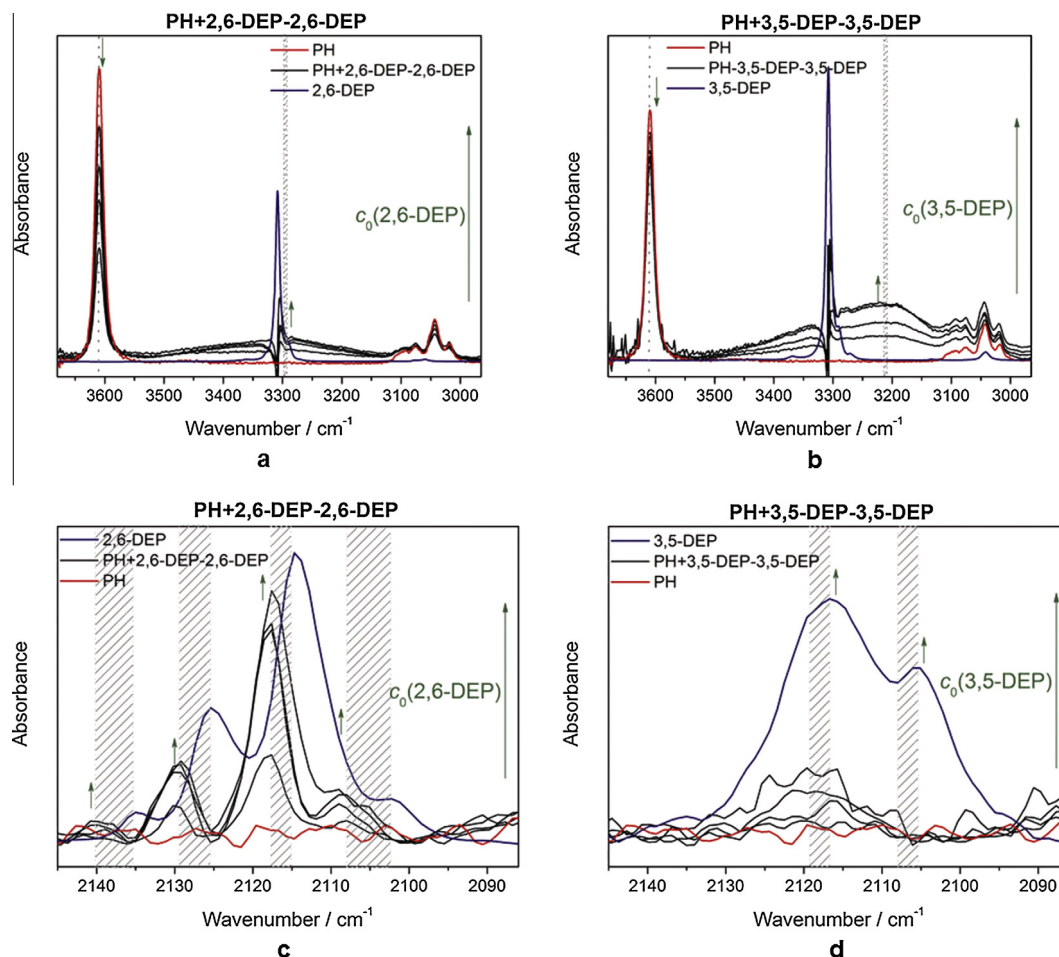 PH+2,6-DEP-2,6-DEP
PH
PH+2,6-DEP-2,6-DEP
2,6-DEP
c₀(2,6-DEP)
Absorbance
3600 3500 3400 3300 3200 3100 3000
Wavenumber / cm⁻¹
a
PH+3,5-DEP-3,5-DEP
PH
PH-3,5-DEP-3,5-DEP
3,5-DEP
c₀(3,5-DEP)
Absorbance
3600 3500 3400 3300 3200 3100 3000
Wavenumber / cm⁻¹
b
PH+2,6-DEP-2,6-DEP
2,6-DEP
PH+2,6-DEP-2,6-DEP
PH
c₀(2,6-DEP)
Absorbance
2140 2130 2120 2110 2100 2090
Wavenumber / cm⁻¹
c
PH+3,5-DEP-3,5-DEP
3,5-DEP
PH+3,5-DEP-3,5-DEP
PH
c₀(3,5-DEP)
Absorbance
2140 2130 2120 2110 2100 2090
Wavenumber / cm⁻¹
d